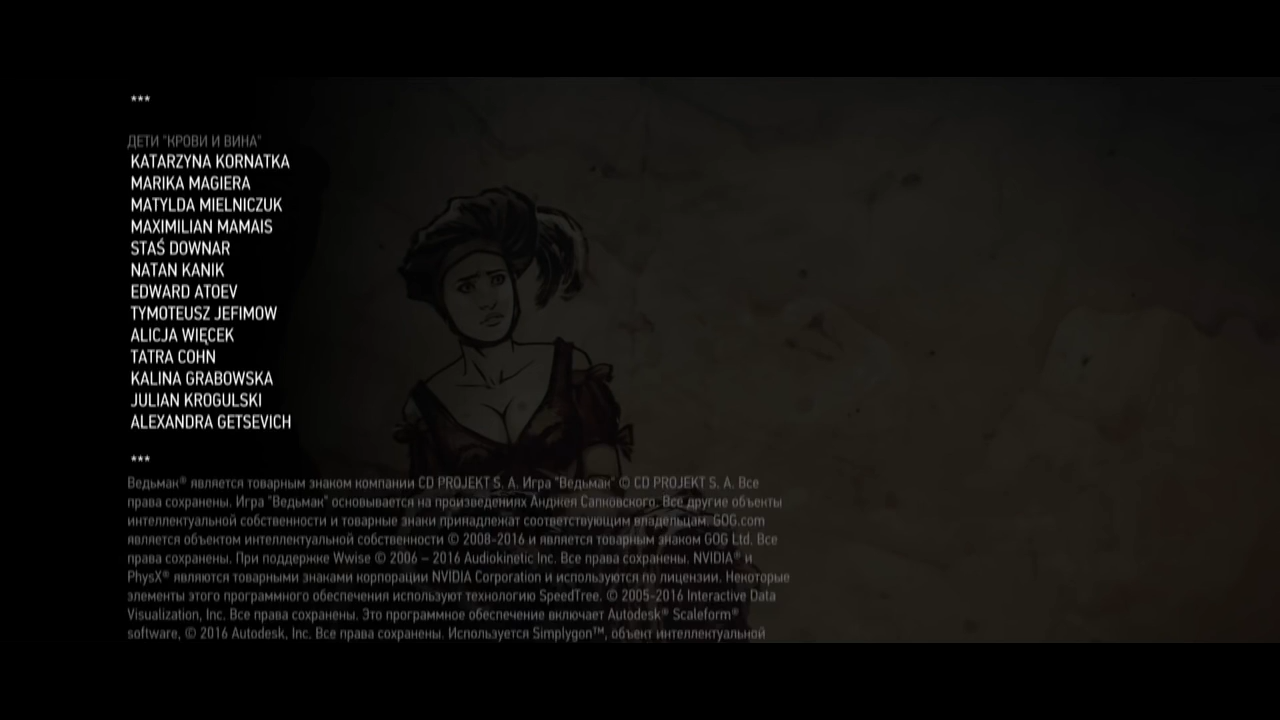 ***
ДЕТИ "КРОВИ И ВИНА"
KATARZYNA KORNATKA
MARIKA MAGIERA
MATYLDA MIELNICZUK
MAXIMILIAN MAMAIS
STAŚ DOWNAR
NATAN KANIK
EDWARD ATOEV
TYMOTEUSZ JEFIMOW
ALICJA WIĘCEK
TATRA COHN
KALINA GRABOWSKA
JULIAN KROGULSKI
ALEXANDRA GETSEVICH
***
Ведьмак® является товарным знаком компании CD PROJEKT S. A. Игра "Ведьмак" © CD PROJEKT S. A. Все
права сохранены. Игра "Ведьмак" основывается на произведениях Анджея Сапковского. Все другие объекты
интеллектуальной собственности и товарные знаки принадлежат соответствующим владельцам. GOG.com
является объектом интеллектуальной собственности © 2008-2016 и является товарным знаком GOG Ltd. Все
права сохранены. При поддержке Wwise © 2006 – 2016 Audiokinetic Inc. Все права сохранены. NVIDIA® и
PhysX® являются товарными знаками корпорации NVIDIA Corporation и используются по лицензии. Некоторые
элементы этого программного обеспечения используют технологию SpeedTree. © 2005-2016 Interactive Data
Visualization, Inc. Все права сохранены. Это программное обеспечение включает Autodesk® Scaleform®
software, © 2016 Autodesk, Inc. Все права сохранены. Используется Simplygon™, объект интеллектуальной